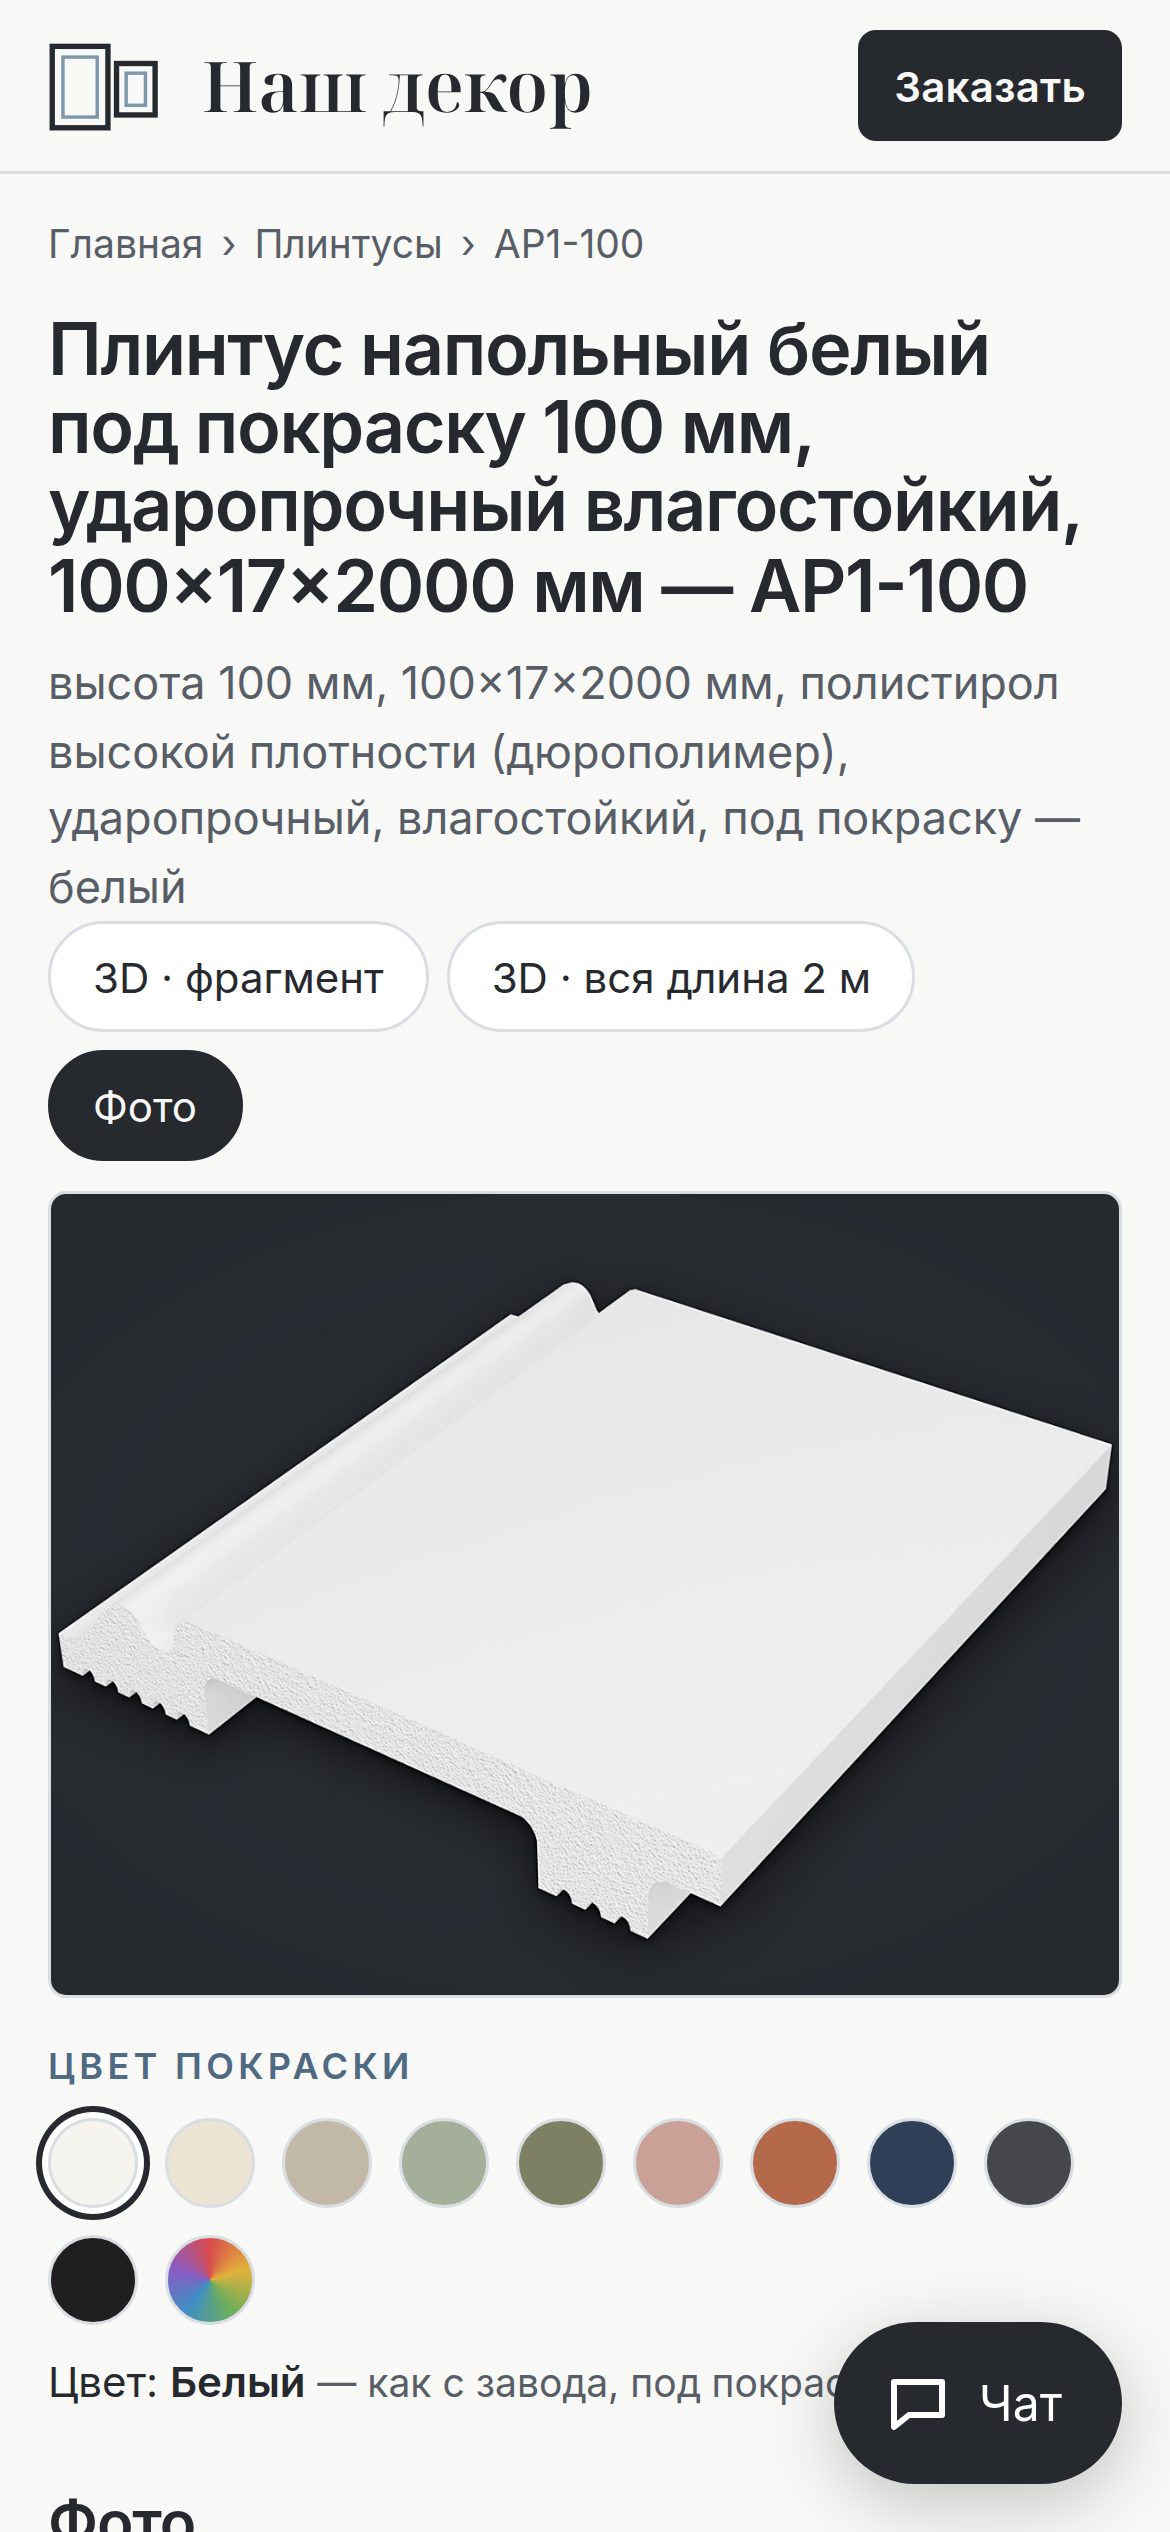 Наш декор
Заказать
Главная › Плинтусы › AP1-100
Плинтус напольный белый
под покраску 100 мм,
ударопрочный влагостойкий,
100×17×2000 мм — AP1-100
высота 100 мм, 100×17×2000 мм, полистирол
высокой плотности (дюрополимер),
ударопрочный, влагостойкий, под покраску —
белый
3D · фрагмент
3D · вся длина 2 м
Фото
ЦВЕТ ПОКРАСКИ
Цвет: Белый — как с завода, под
Чат
Фото